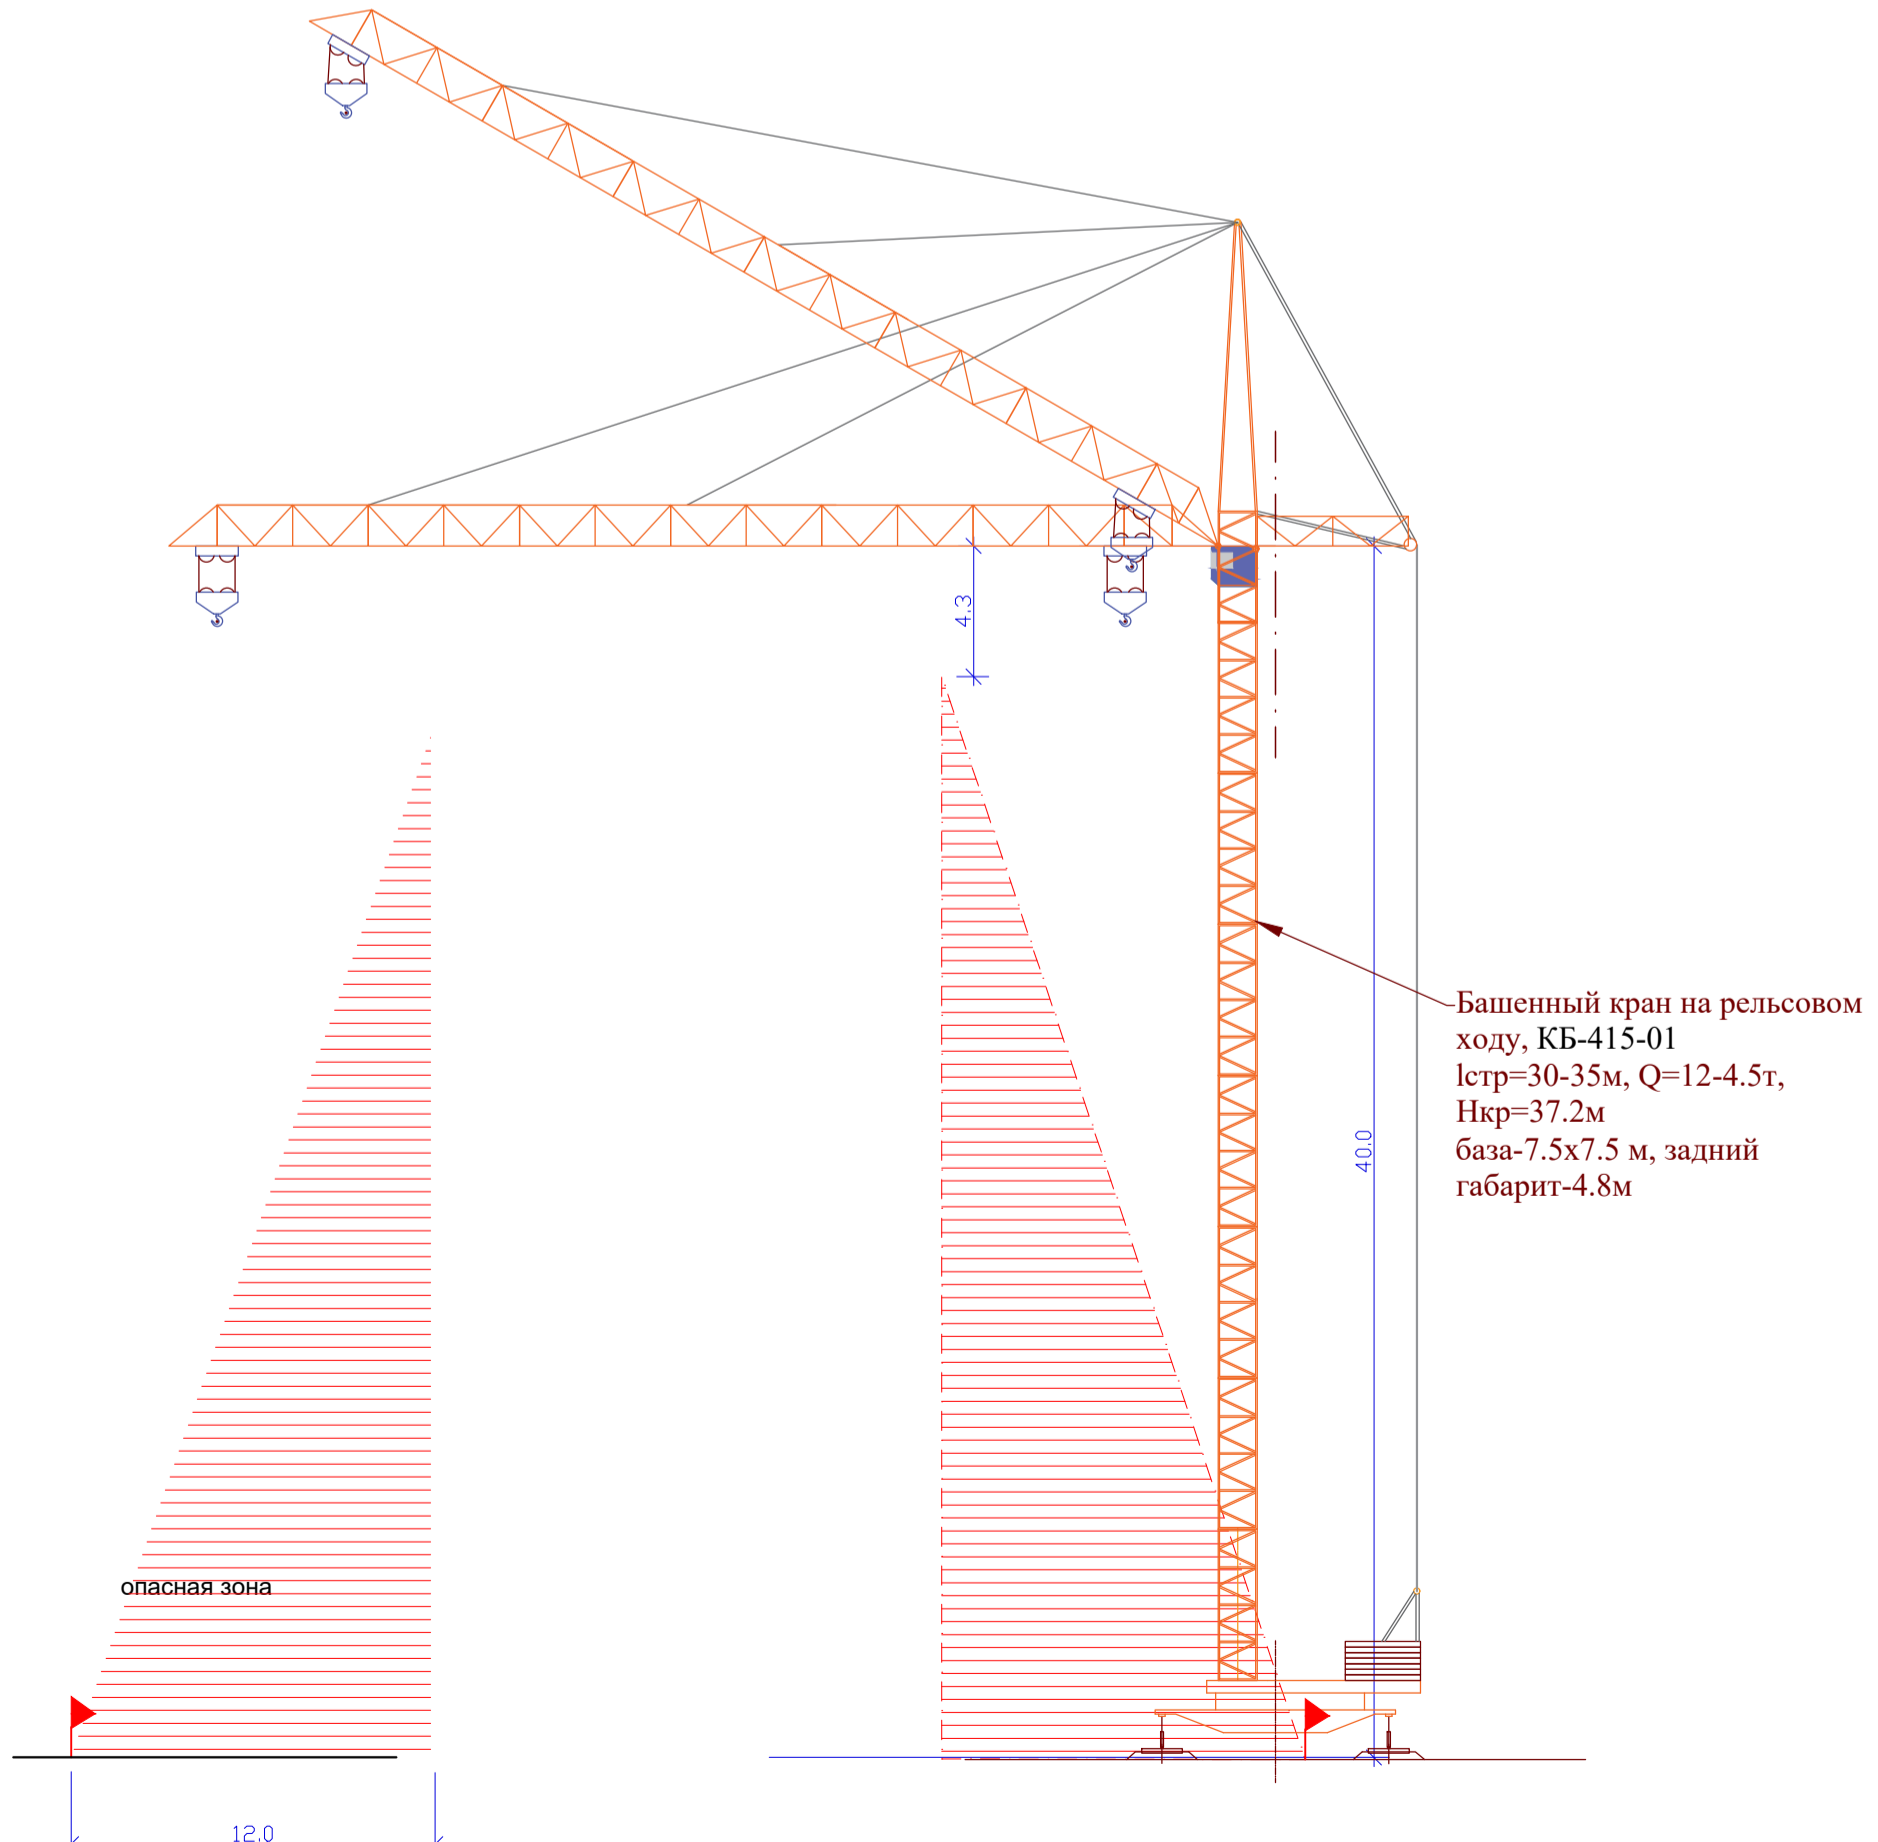 4.3
Башенный кран на рельсовом
ходу, КБ-415-01
lстр=30-35м, Q=12-4.5т,
Нкр=37.2м
база-7.5х7.5 м, задний
габарит-4.8м
40.0
опасная зона
12.0